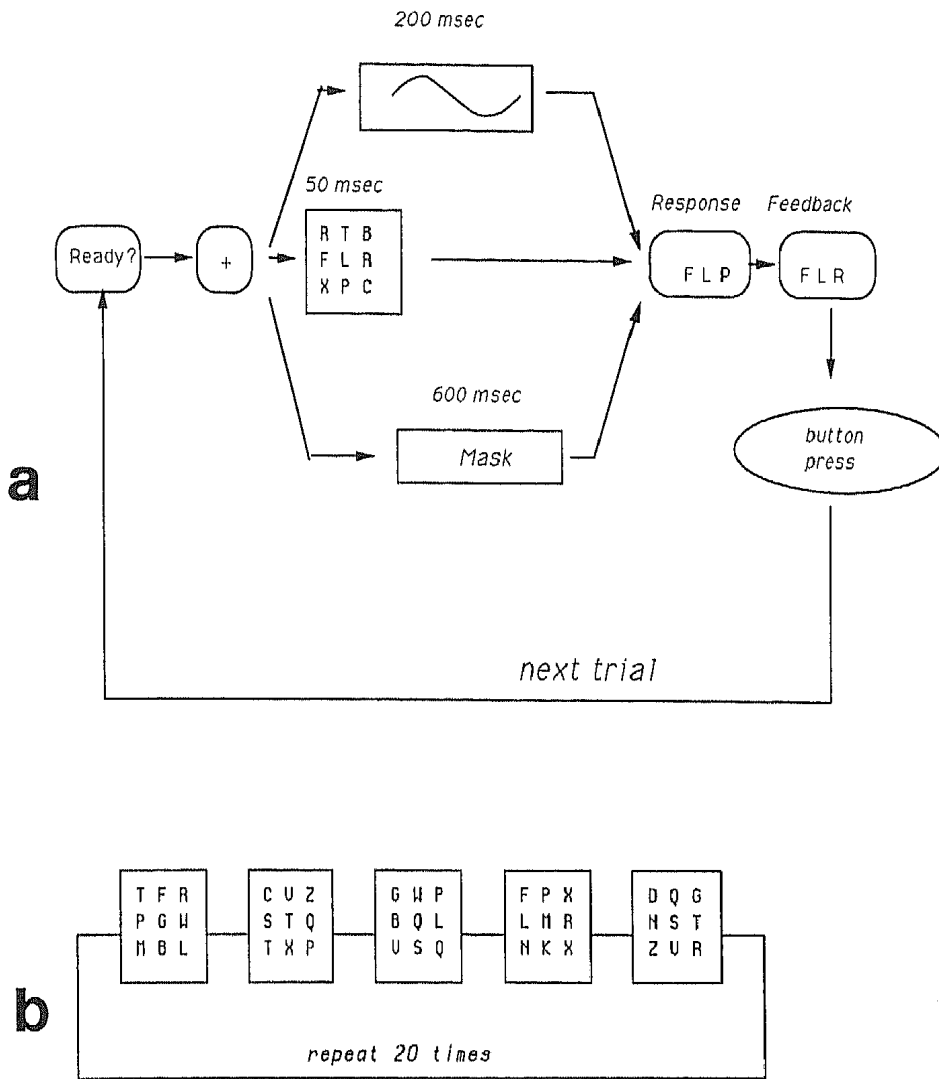 200 msec
50 msec
R T B
F L R
X P C
Response Feedback
Ready?
+
F L P
F L R
600 msec
Mask
button
press
a
next trial
T F R
P G W
M B L
C V Z
S T Q
T X P
G W P
B Q L
V S Q
F P X
L M R
N K X
D Q G
N S T
Z V R
b
repeat 20 times